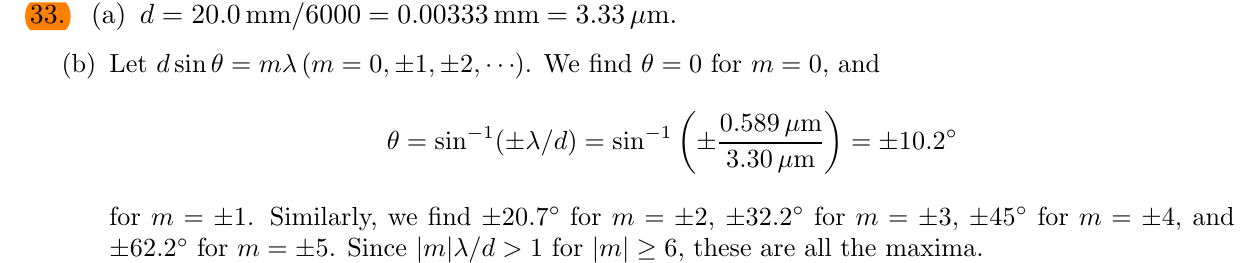 33. (a) d = 20.0 mm/6000 = 0.00333 mm = 3.33 μm.
(b) Let d sin θ = mλ (m = 0, ±1, ±2, ···). We find θ = 0 for m = 0, and
θ = sin⁻¹(±λ/d) = sin⁻¹ (± 0.589 μm / 3.30 μm) = ±10.2°
for m = ±1. Similarly, we find ±20.7° for m = ±2, ±32.2° for m = ±3, ±45° for m = ±4, and
±62.2° for m = ±5. Since |m|λ/d > 1 for |m| ≥ 6, these are all the maxima.